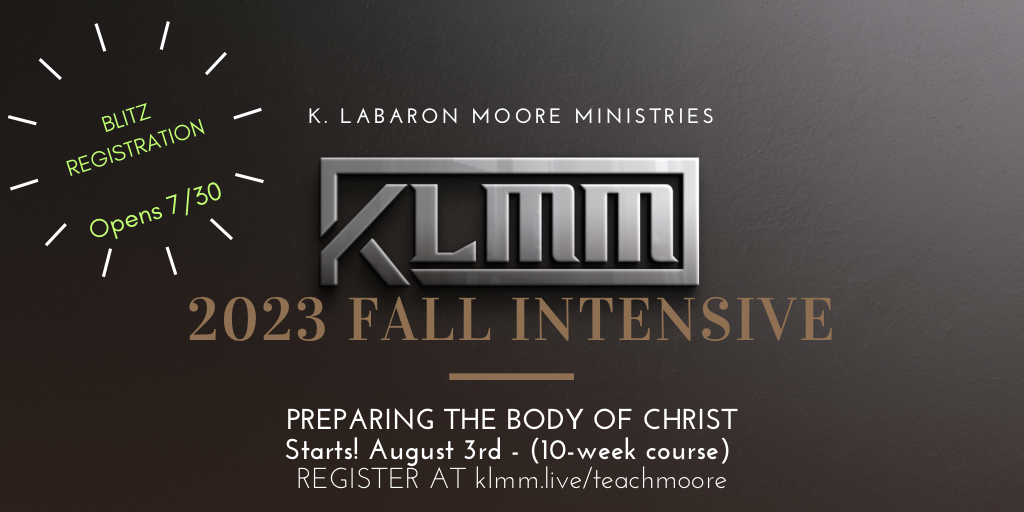 BLITZ
REGISTRATION
Opens 7/30
K. LABARON MOORE MINISTRIES
KLMM
2023 FALL INTENSIVE
PREPARING THE BODY OF CHRIST
Starts! August 3rd - (10-week course)
REGISTER AT klmm.live/teachmoore